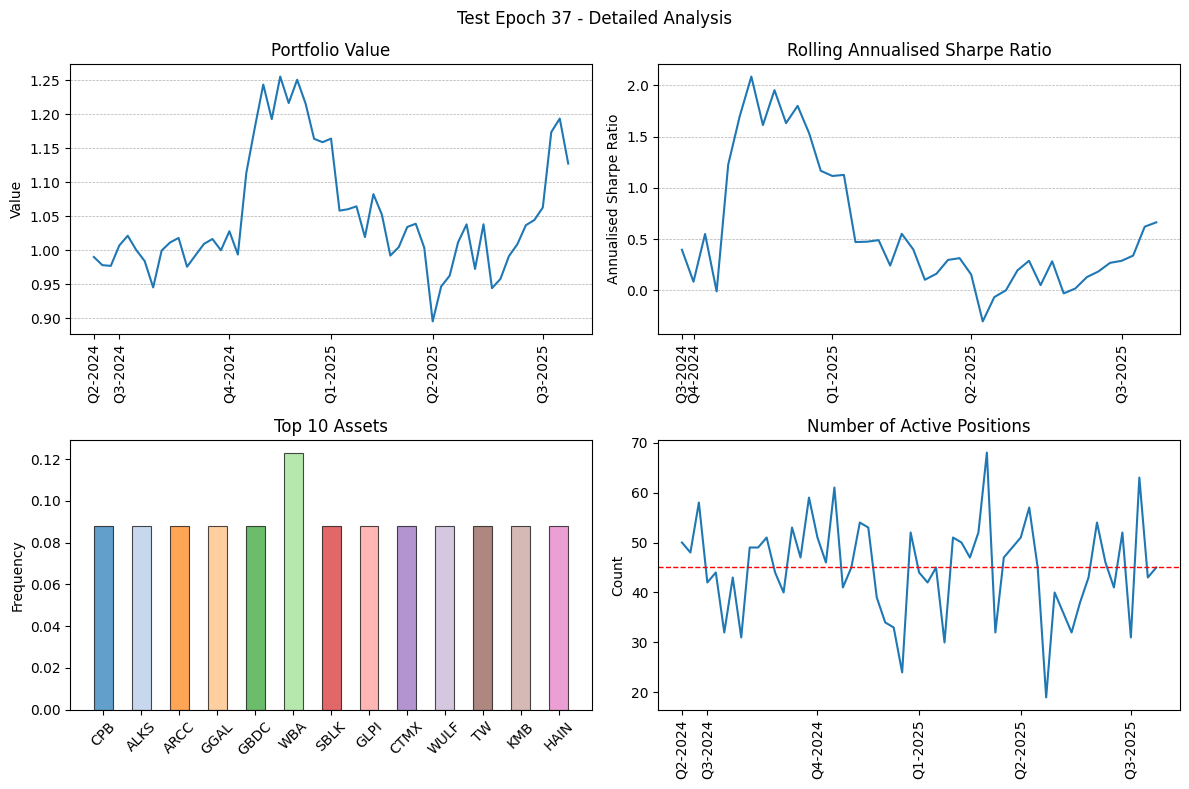 Test Epoch 37 - Detailed Analysis
Portfolio Value
Value
1.25
1.20
1.15
1.10
1.05
1.00
0.95
0.90
Q2-2024
Q3-2024
Q4-2024
Q1-2025
Q2-2025
Q3-2025
Rolling Annualised Sharpe Ratio
Annualised Sharpe Ratio
2.0
1.5
1.0
0.5
0.0
Q3-2024
Q4-2024
Q1-2025
Q2-2025
Q3-2025
Top 10 Assets
Frequency
0.12
0.10
0.08
0.06
0.04
0.02
0.00
CPB
ALKS
ARCC
GGAL
GBDC
WBA
SBLK
GLPI
CTMX
WULF
TW
KMB
HAIN
Number of Active Positions
Count
70
60
50
40
30
20
Q2-2024
Q3-2024
Q4-2024
Q1-2025
Q2-2025
Q3-2025